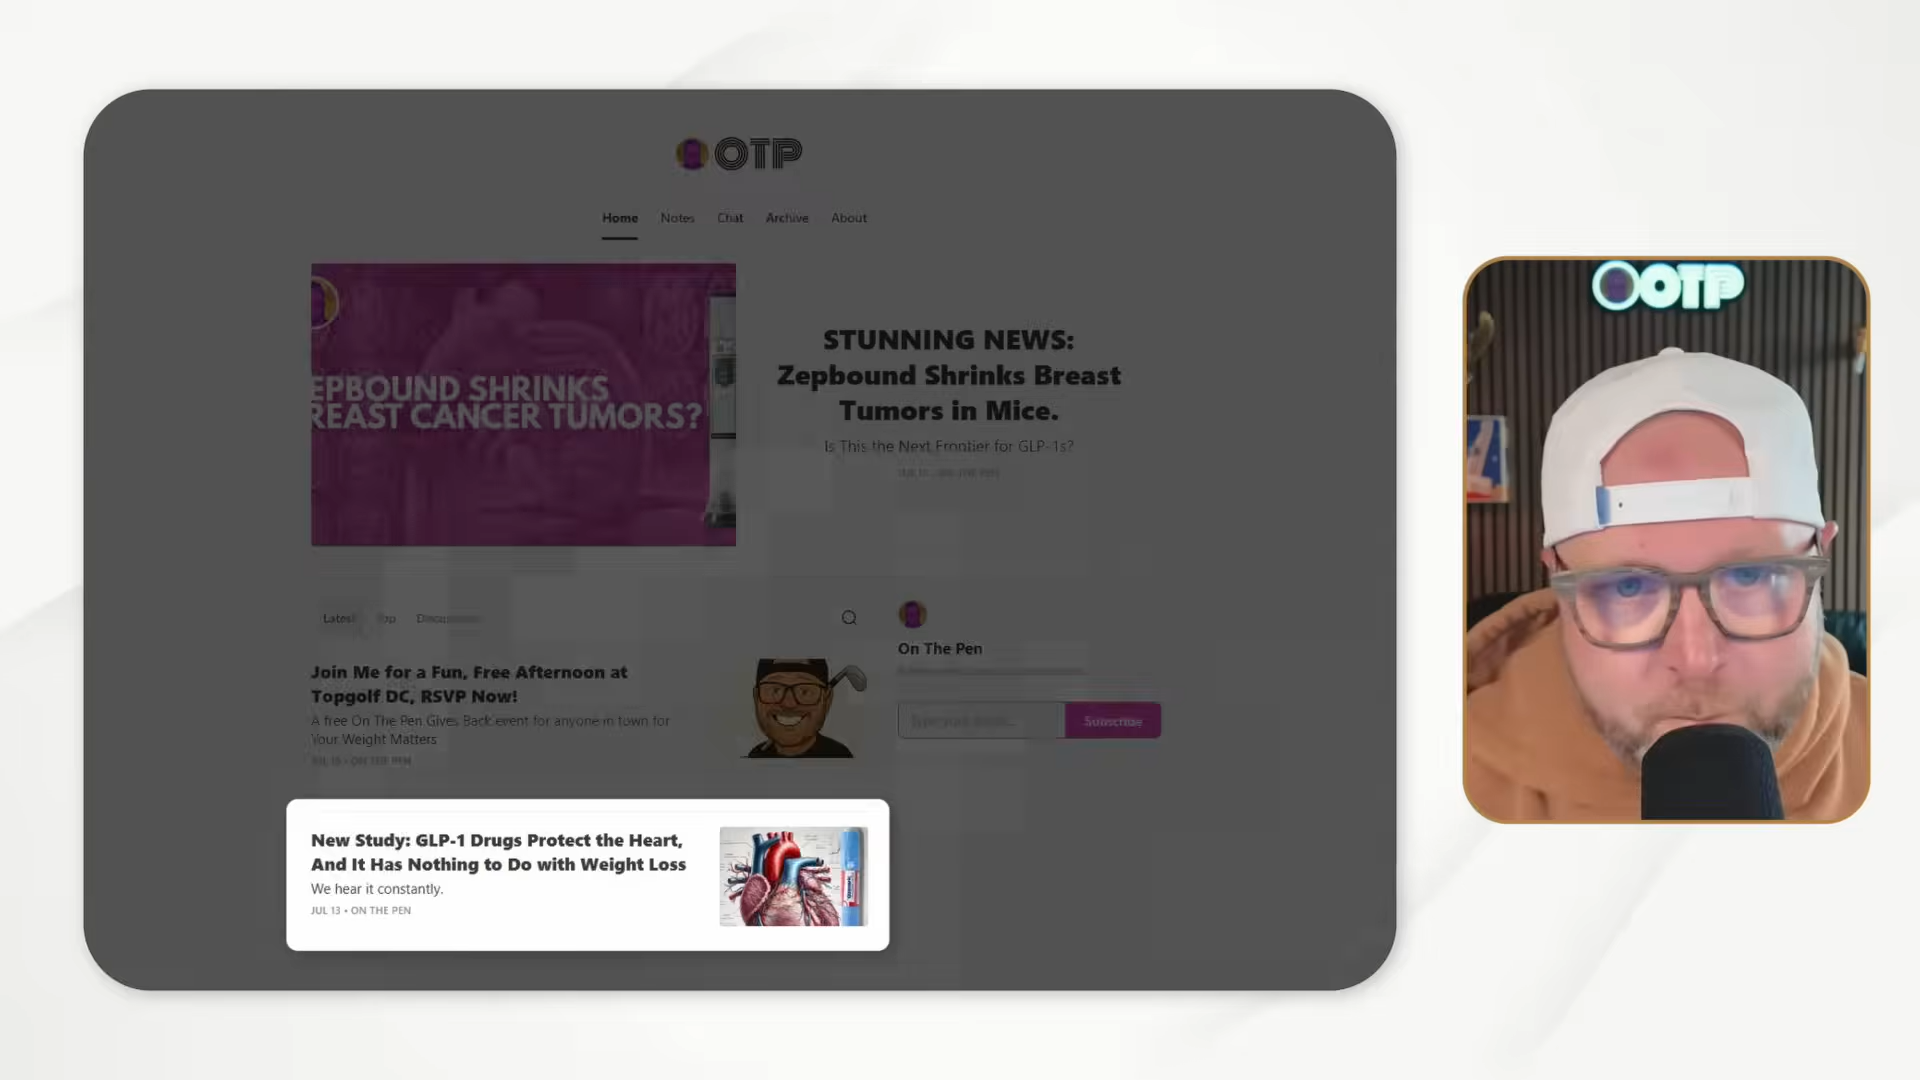 OTP
Home Notes Chat Archive About
EPBOUND SHRINKS
REAST CANCER TUMORS?
STUNNING NEWS:
Zepbound Shrinks Breast
Tumors in Mice.
Is This the Next Frontier for GLP-1s?
Latest Top Discussions
Join Me for a Fun, Free Afternoon at
Topgolf DC, RSVP Now!
A free On The Pen Gives Back event for anyone in town for
Your Weight Matters
ON THE PEN
On The Pen
Subscribe
New Study: GLP-1 Drugs Protect the Heart,
And It Has Nothing to Do with Weight Loss
We hear it constantly.
JUL 13 • ON THE PEN
OTP